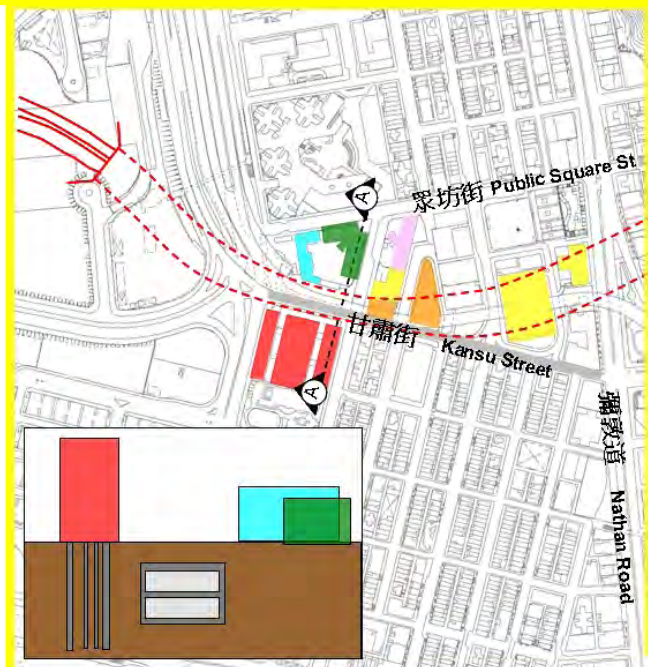 眾坊街 Public Square St
A
甘肅街 Kansu Street
A
彌敦道 Nathan Road